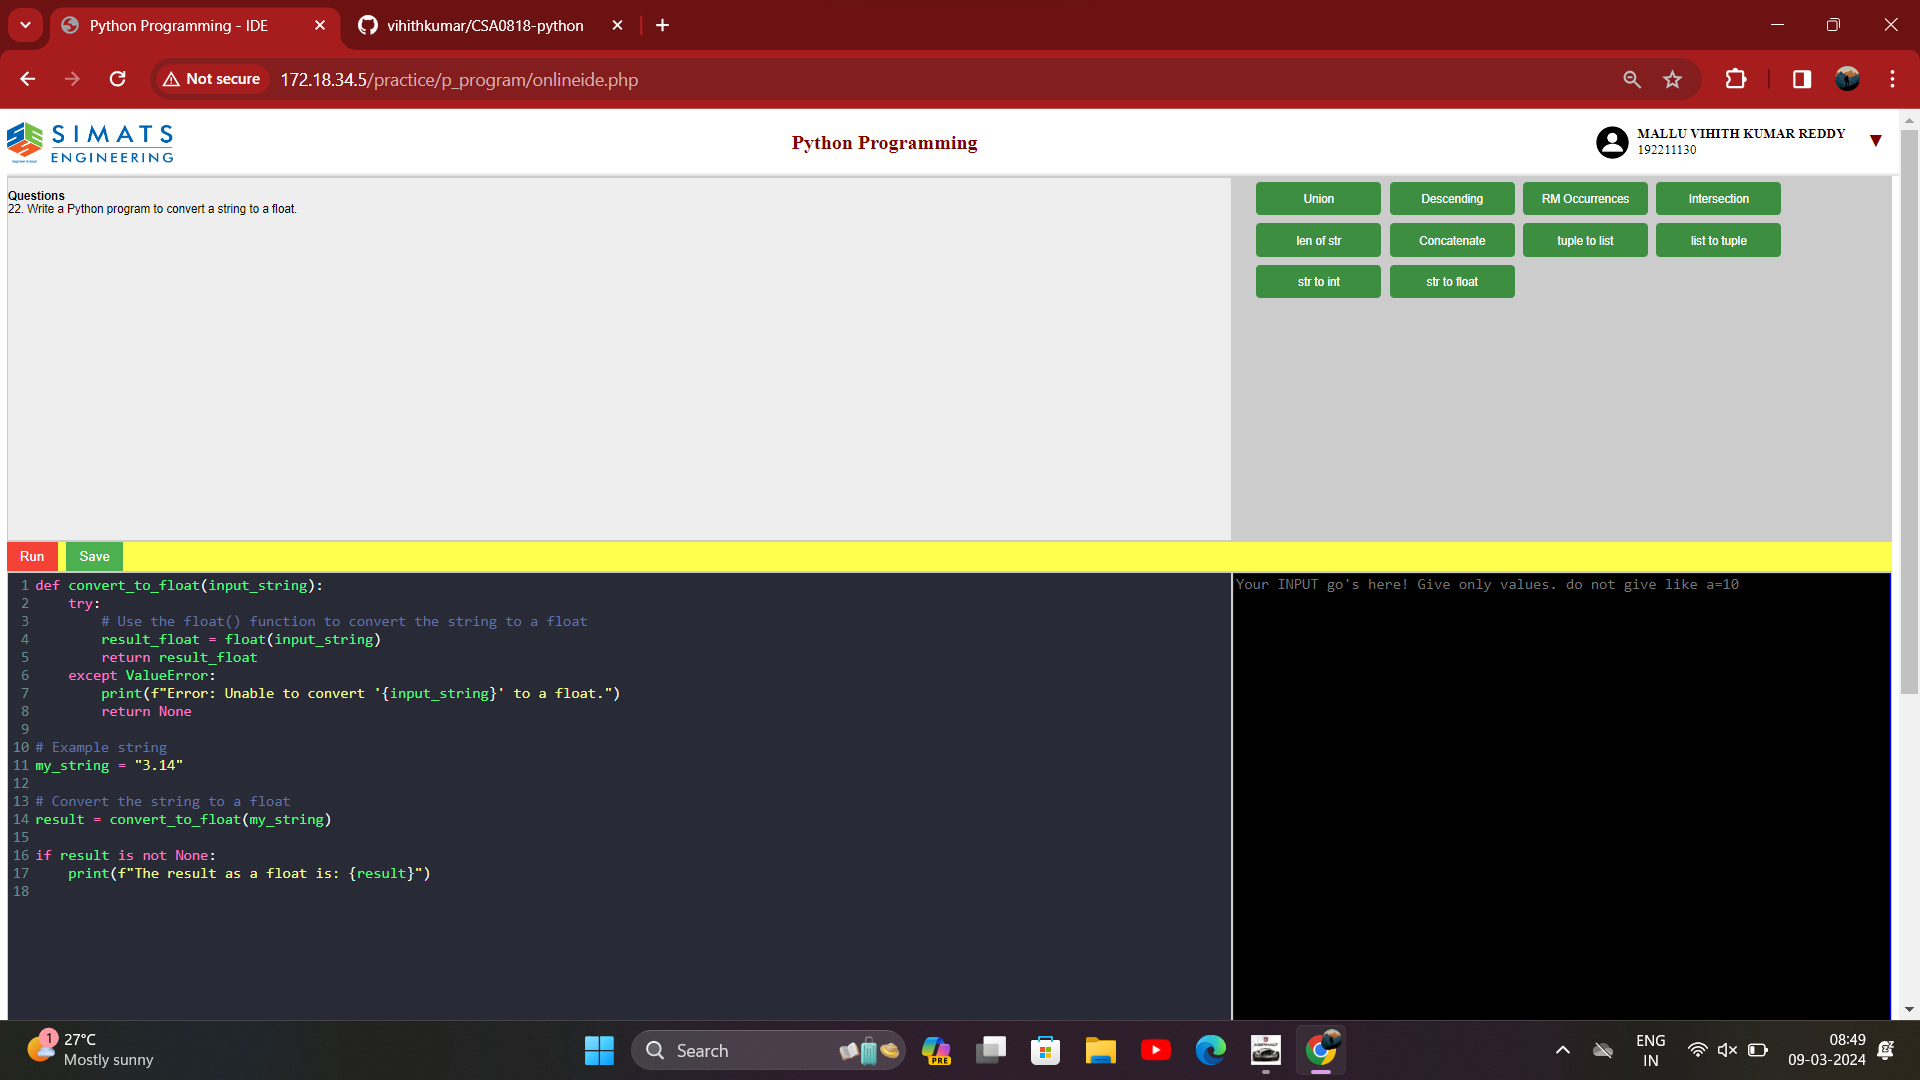 Python Programming - IDE
vihithkumar/CSA0818-python
Not secure
172.18.34.5/practice/p_program/onlineide.php
SIMATS
ENGINEERING
Python Programming
MALLU VIHITH KUMAR REDDY
192211130
Questions
22. Write a Python program to convert a string to a float.
Union
Descending
RM Occurrences
Intersection
len of str
Concatenate
tuple to list
list to tuple
str to int
str to float
Run
Save
1 def convert_to_float(input_string):
2     try:
3         # Use the float() function to convert the string to a float
4         result_float = float(input_string)
5         return result_float
6     except ValueError:
7         print(f"Error: Unable to convert '{input_string}' to a float.")
8         return None
9
10 # Example string
11 my_string = "3.14"
12
13 # Convert the string to a float
14 result = convert_to_float(my_string)
15
16 if result is not None:
17     print(f"The result as a float is: {result}")
18
Your INPUT go's here! Give only values. do not give like a=10
1
27°C
Mostly sunny
Search
PRE
ENG
IN
08:49
09-03-2024